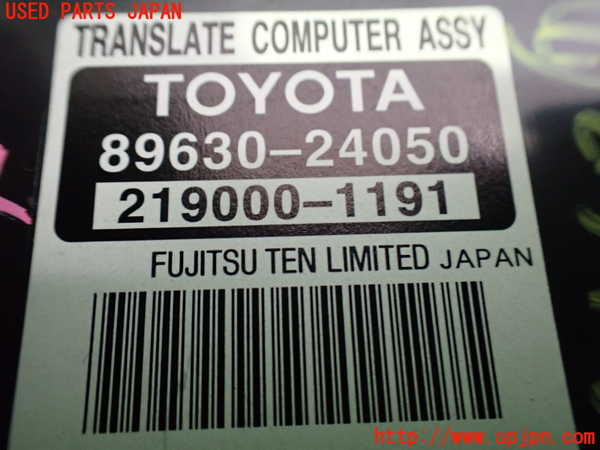 USED PARTS JAPAN
TRANSLATE COMPUTER ASSY
TOYOTA
89630-24050
219000-1191
FUJITSU TEN LIMITED JAPAN
http://www.upjpn.com/